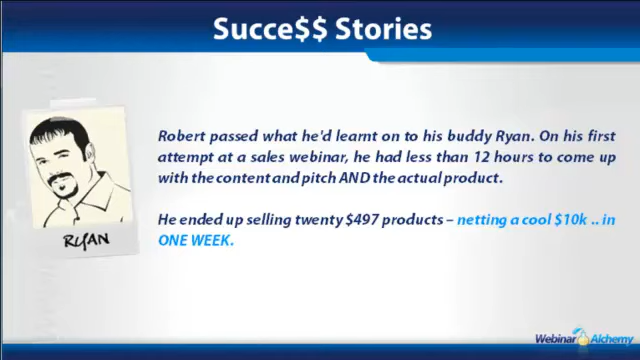 Succe$$ Stories
Robert passed what he'd learnt on to his buddy Ryan. On his first
attempt at a sales webinar, he had less than 12 hours to come up
with the content and pitch AND the actual product.
He ended up selling twenty $497 products – netting a cool $10k .. in
ONE WEEK.
RYAN
Webinar Alchemy